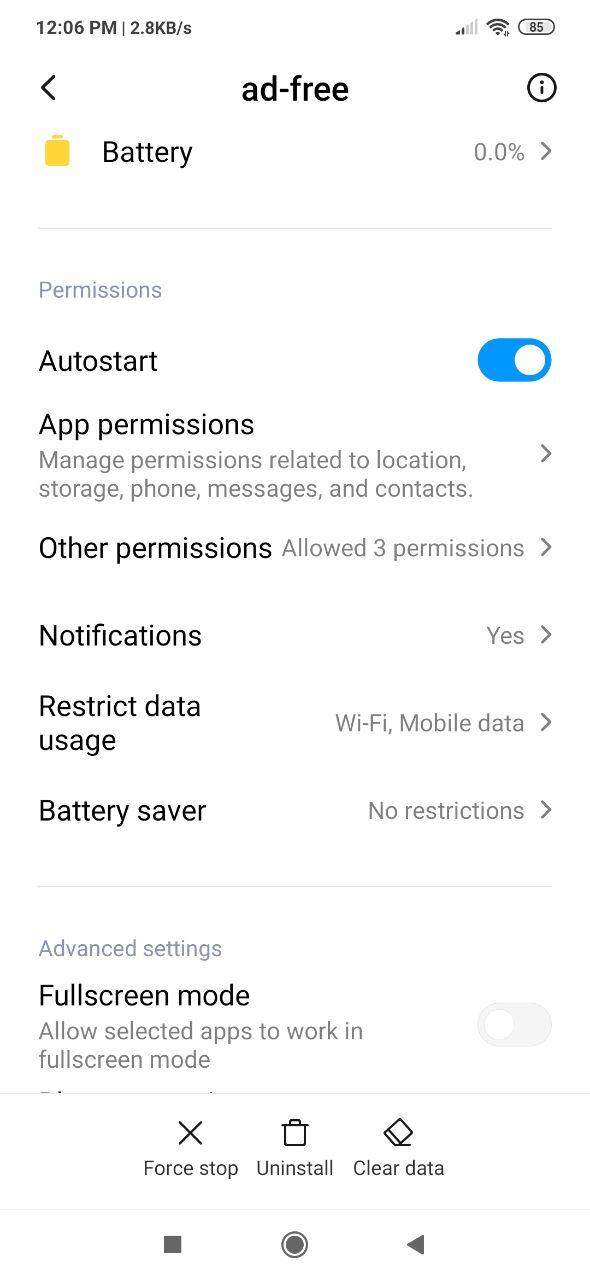 12:06 PM | 2.8KB/s
85
ad-free
Battery
0.0%
Permissions
Autostart
App permissions
Manage permissions related to location,
storage, phone, messages, and contacts.
Other permissions Allowed 3 permissions
Notifications
Yes
Restrict data
usage
Wi-Fi, Mobile data
Battery saver
No restrictions
Advanced settings
Fullscreen mode
Allow selected apps to work in
fullscreen mode
Force stop
Uninstall
Clear data